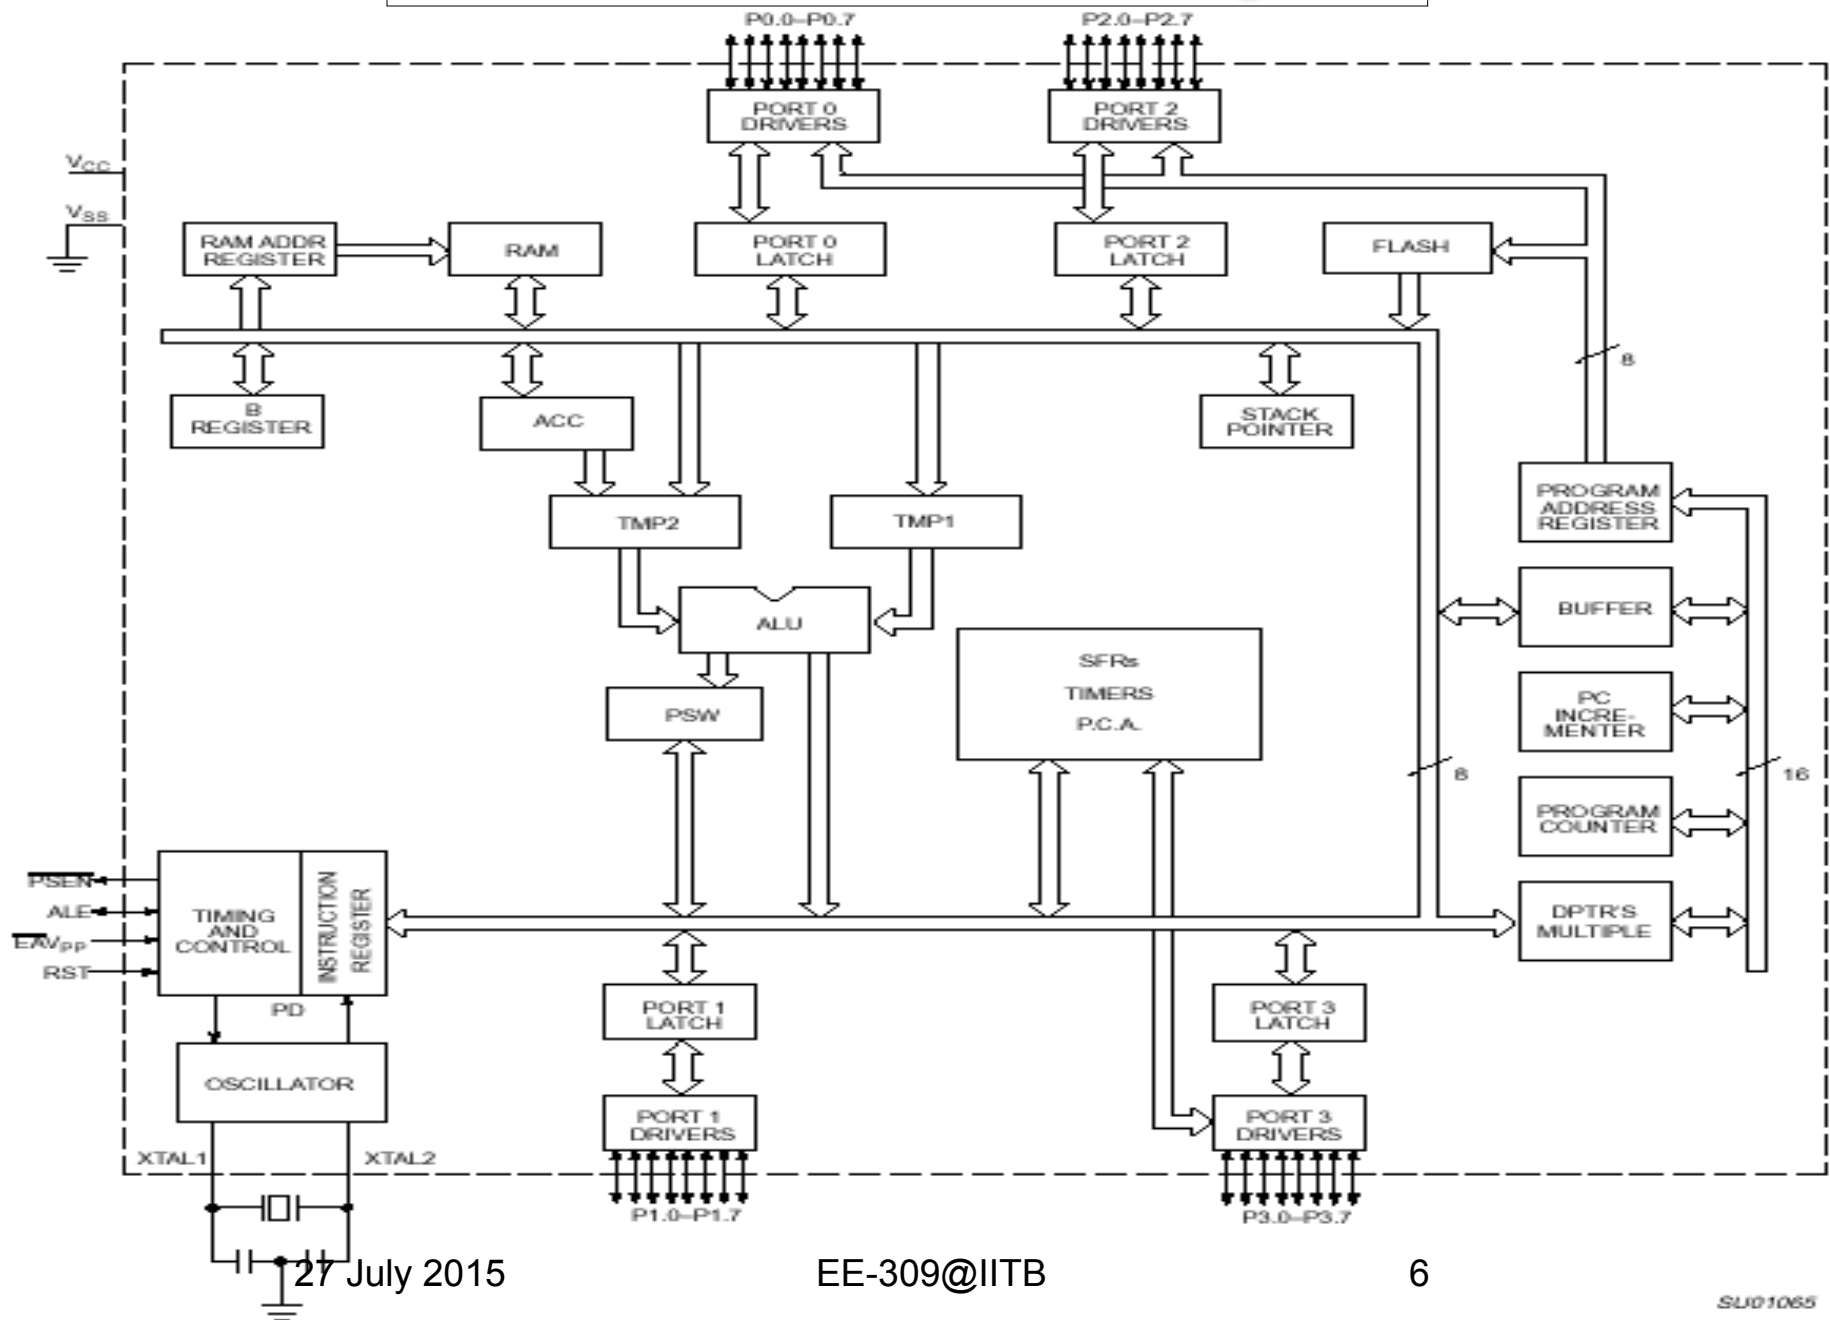 P0.0–P0.7
P2.0–P2.7
PORT 0
DRIVERS
PORT 2
DRIVERS
VCC
VSS
RAM ADDR
REGISTER
RAM
PORT 0
LATCH
PORT 2
LATCH
FLASH
8
B
REGISTER
ACC
STACK
POINTER
PROGRAM
ADDRESS
REGISTER
TMP2
TMP1
BUFFER
ALU
SFRs
TIMERS
P.C.A.
PSW
PC
INCRE-
MENTER
8
16
PROGRAM
COUNTER
PSEN
ALE
EAVPP
RST
TIMING
AND
CONTROL
INSTRUCTION
REGISTER
DPTR'S
MULTIPLE
PD
PORT 1
LATCH
PORT 3
LATCH
OSCILLATOR
PORT 1
DRIVERS
PORT 3
DRIVERS
XTAL1
XTAL2
P1.0–P1.7
P3.0–P3.7
27 July 2015
EE-309@IITB
6
SU01065